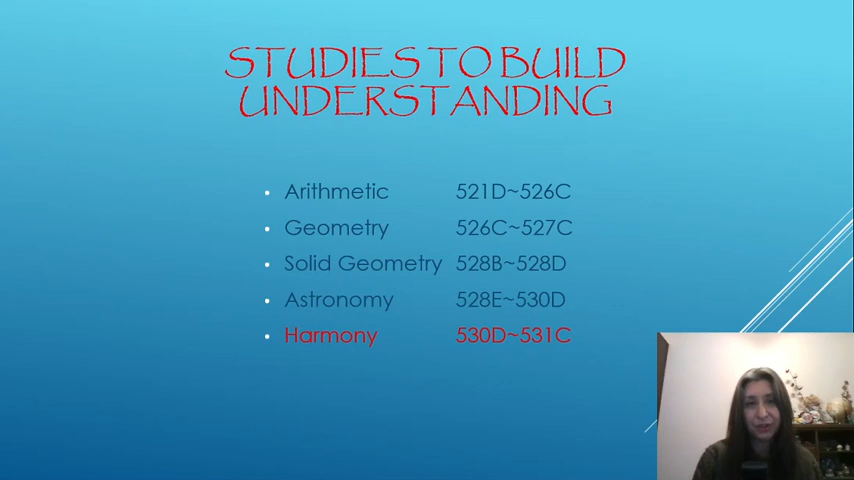 STUDIES TO BUILD
UNDERSTANDING
• Arithmetic 521D~526C
• Geometry 526C~527C
• Solid Geometry 528B~528D
• Astronomy 528E~530D
• Harmony 530D~531C